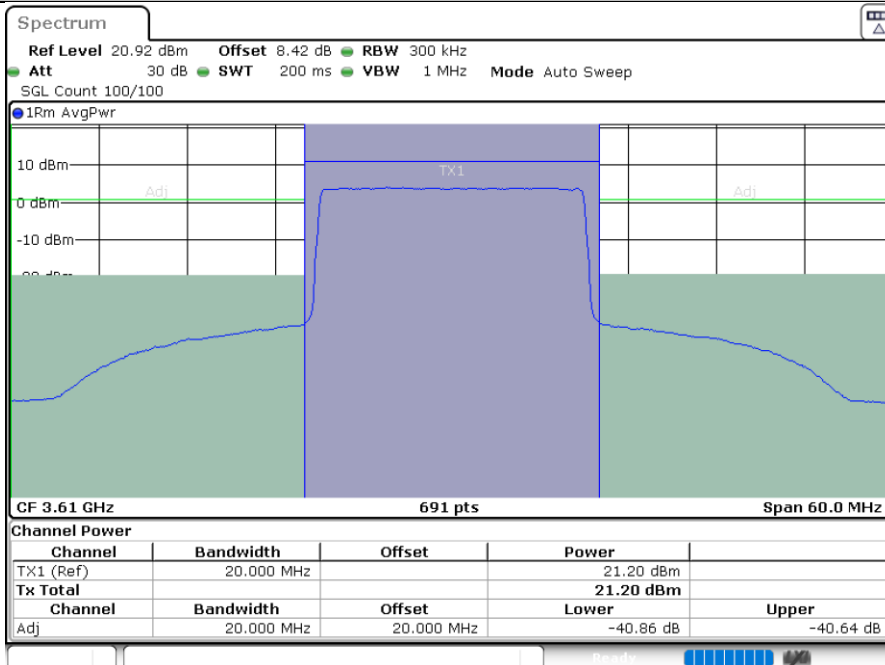 Spectrum
Ref Level 20.92 dBm Offset 8.42 dB RBW 300 kHz
Att 30 dB SWT 200 ms VBW 1 MHz Mode Auto Sweep
SGL Count 100/100
1Rm AvgPwr
10 dBm
TX1
Adj Adj
0 dBm
-10 dBm
-20 dBm
CF 3.61 GHz 691 pts Span 60.0 MHz
Channel Power
Channel Bandwidth Offset Power
TX1 (Ref) 20.000 MHz 21.20 dBm
Tx Total 21.20 dBm
Channel Bandwidth Offset Lower Upper
Adj 20.000 MHz 20.000 MHz -40.86 dB -40.64 dB
Ready